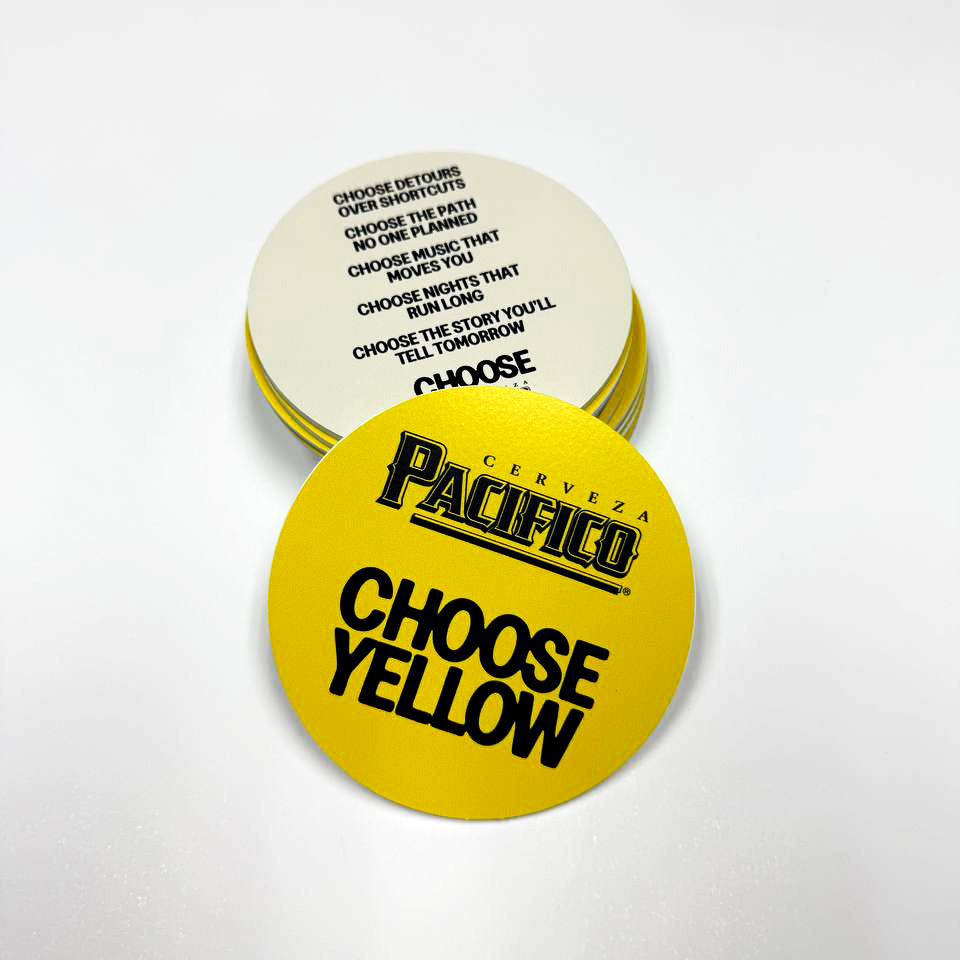 CHOOSE DETOURS
OVER SHORTCUTS
CHOOSE THE PATH
NO ONE PLANNED
CHOOSE MUSIC THAT
MOVES YOU
CHOOSE NIGHTS THAT
RUN LONG
CHOOSE THE STORY YOU'LL
TELL TOMORROW
CHOOSE
CERVEZA
PACIFICO®
CHOOSE
YELLOW